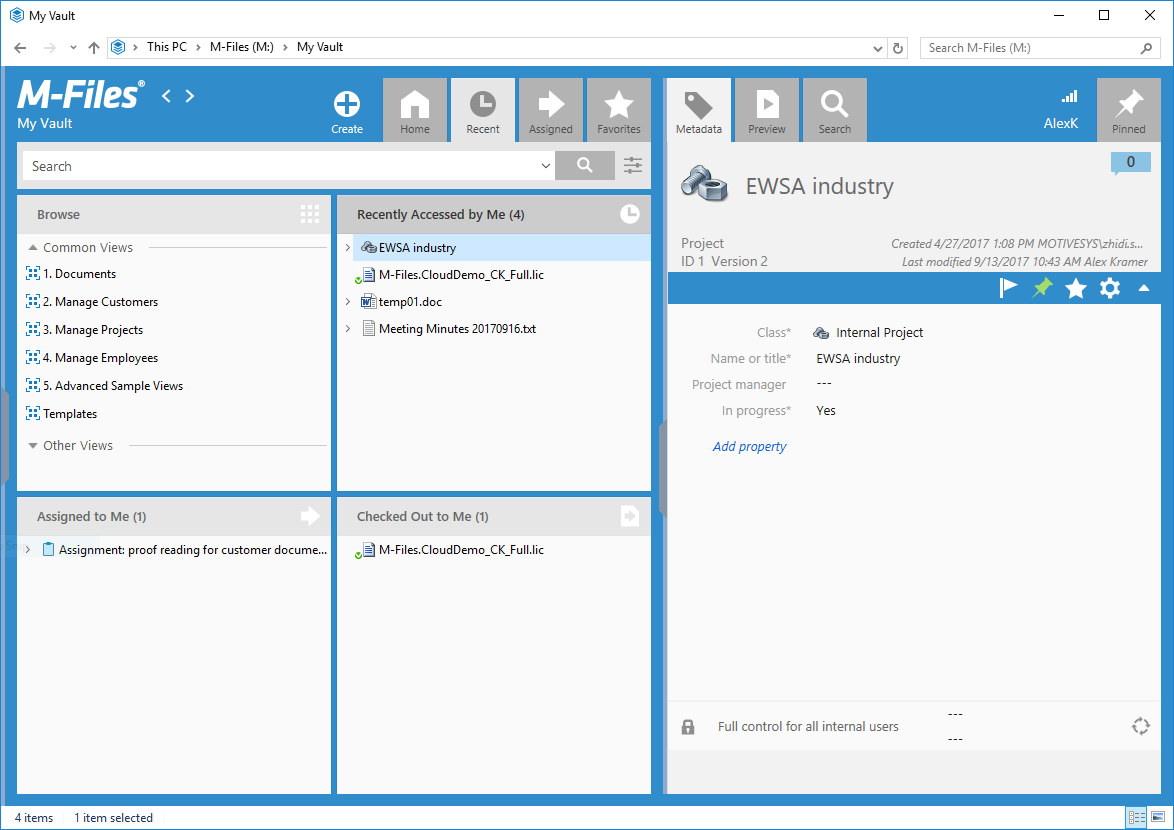 My Vault
This PC > M-Files (M:) > My Vault
Search M-Files (M:)
M-Files®
My Vault
Create
Home
Recent
Assigned
Favorites
Metadata
Preview
Search
AlexK
Pinned
Search
Browse
Common Views
1. Documents
2. Manage Customers
3. Manage Projects
4. Manage Employees
5. Advanced Sample Views
Templates
Other Views
Recently Accessed by Me (4)
EWSA industry
M-Files.CloudDemo_CK_Full.lic
temp01.doc
Meeting Minutes 20170916.txt
Assigned to Me (1)
Assignment: proof reading for customer docume...
Checked Out to Me (1)
M-Files.CloudDemo_CK_Full.lic
0
EWSA industry
Project
ID 1 Version 2
Created 4/27/2017 1:08 PM MOTIVESYS\zhidi.s...
Last modified 9/13/2017 10:43 AM Alex Kramer
Class* Internal Project
Name or title* EWSA industry
Project manager ---
In progress* Yes
Add property
Full control for all internal users
---
---
4 items 1 item selected